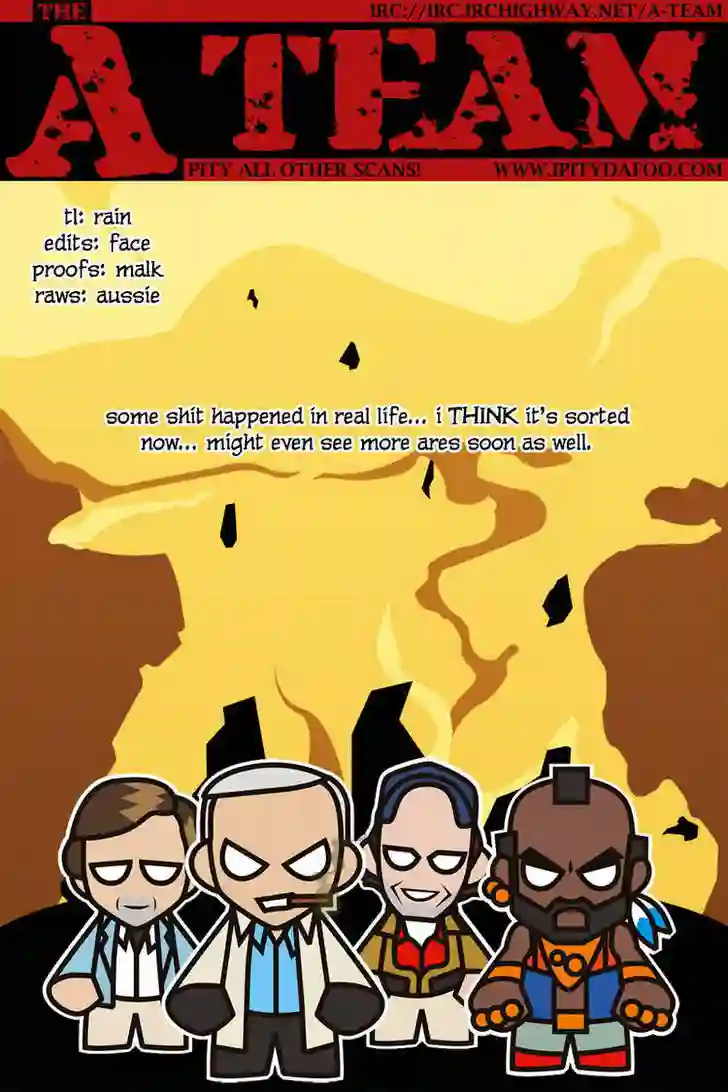 THE
IRC://IRC.IRCHIGHWAY.NET/A-TEAM
A TEAM
PITY ALL OTHER SCANS!
WWW.IPITYDAFOO.COM
tl: rain
edits: face
proofs: malk
raws: aussie
some shit happened in real life... i THINK it's sorted
now... might even see more ares soon as well.